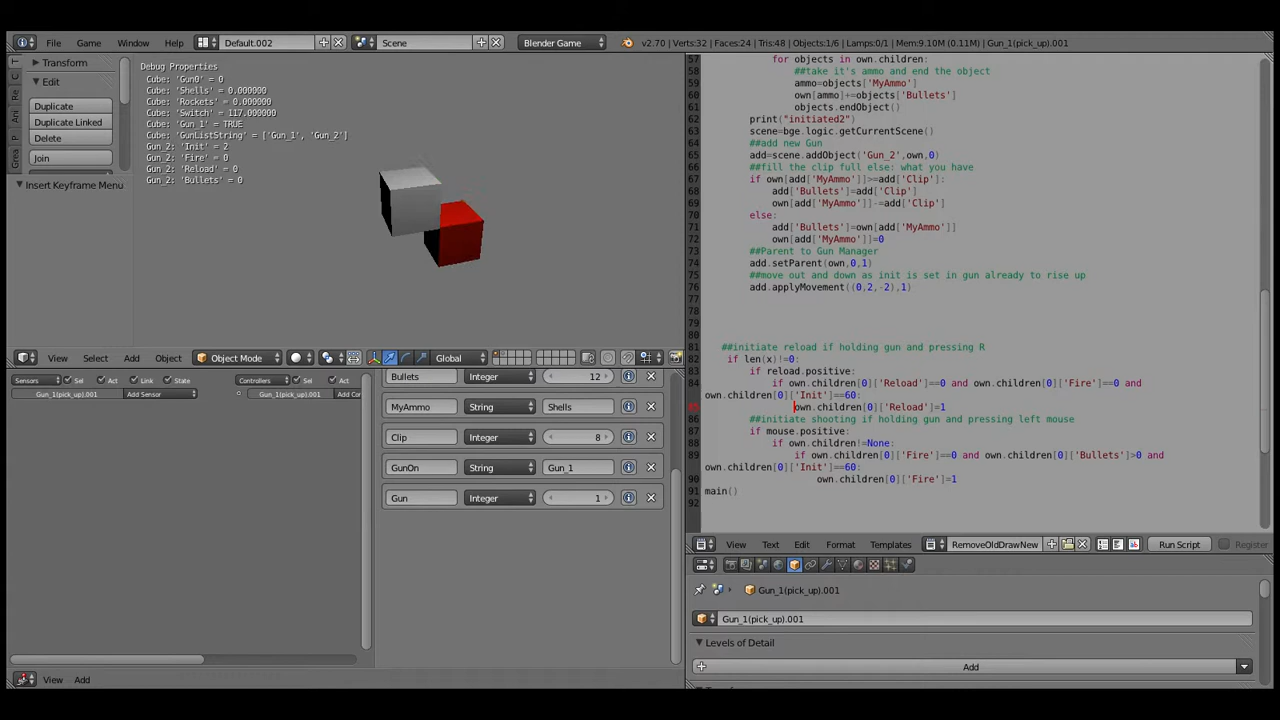 File Game Window Help Default.002 Scene Blender Game v2.70 | Verts:32 | Faces:24 | Tris:48 | Objects:1/6 | Lamps:0/1 | Mem:9.10M (0.11M) | Gun_1(pick_up).001
Transform
Edit
Duplicate
Duplicate Linked
Delete
Join
Insert Keyframe Menu
Debug Properties
Cube: 'Gun0' = 0
Cube: 'Shells' = 0.000000
Cube: 'Rockets' = 0.000000
Cube: 'Switch' = 117.000000
Cube: 'Gun_1' = TRUE
Cube: 'GunListString' = ['Gun_1', 'Gun_2']
Gun_2: 'Init' = 2
Gun_2: 'Fire' = 0
Gun_2: 'Reload' = 0
Gun_2: 'Bullets' = 0
View Select Add Object Object Mode Global
Sensors Sel Act Link State Controllers Sel Act
Gun_1(pick_up).001 Add Sensor Gun_1(pick_up).001 Add Con
Bullets Integer 12
MyAmmo String Shells
Clip Integer 8
GunOn String Gun_1
Gun Integer 1
View Add
57 for objects in own.children:
58 ##take it's ammo and end the object
59 ammo=objects['MyAmmo']
60 own[ammo]+=objects['Bullets']
61 objects.endObject()
62 print("initiated2")
63 scene=bge.logic.getCurrentScene()
64 ##add new Gun
65 add=scene.addObject('Gun_2',own,0)
66 ##fill the clip full else: what you have
67 if own[add['MyAmmo']]>=add['Clip']:
68 add['Bullets']=add['Clip']
69 own[add['MyAmmo']]-=add['Clip']
70 else:
71 add['Bullets']=own[add['MyAmmo']]
72 own[add['MyAmmo']]=0
73 ##Parent to Gun Manager
74 add.setParent(own,0,1)
75 ##move out and down as init is set in gun already to rise up
76 add.applyMovement((0,2,-2),1)
77
78
79
80
81 ##initiate reload if holding gun and pressing R
82 if len(x)!=0:
83 if reload.positive:
84 if own.children[0]['Reload']==0 and own.children[0]['Fire']==0 and
own.children[0]['Init']==60:
85 own.children[0]['Reload']=1
86 ##initiate shooting if holding gun and pressing left mouse
87 if mouse.positive:
88 if own.children!=None:
89 if own.children[0]['Fire']==0 and own.children[0]['Bullets']>0 and
own.children[0]['Init']==60:
90 own.children[0]['Fire']=1
91 main()
92
View Text Edit Format Templates RemoveOldDrawNew Run Script Register
Gun_1(pick_up).001
Gun_1(pick_up).001
Levels of Detail
Add